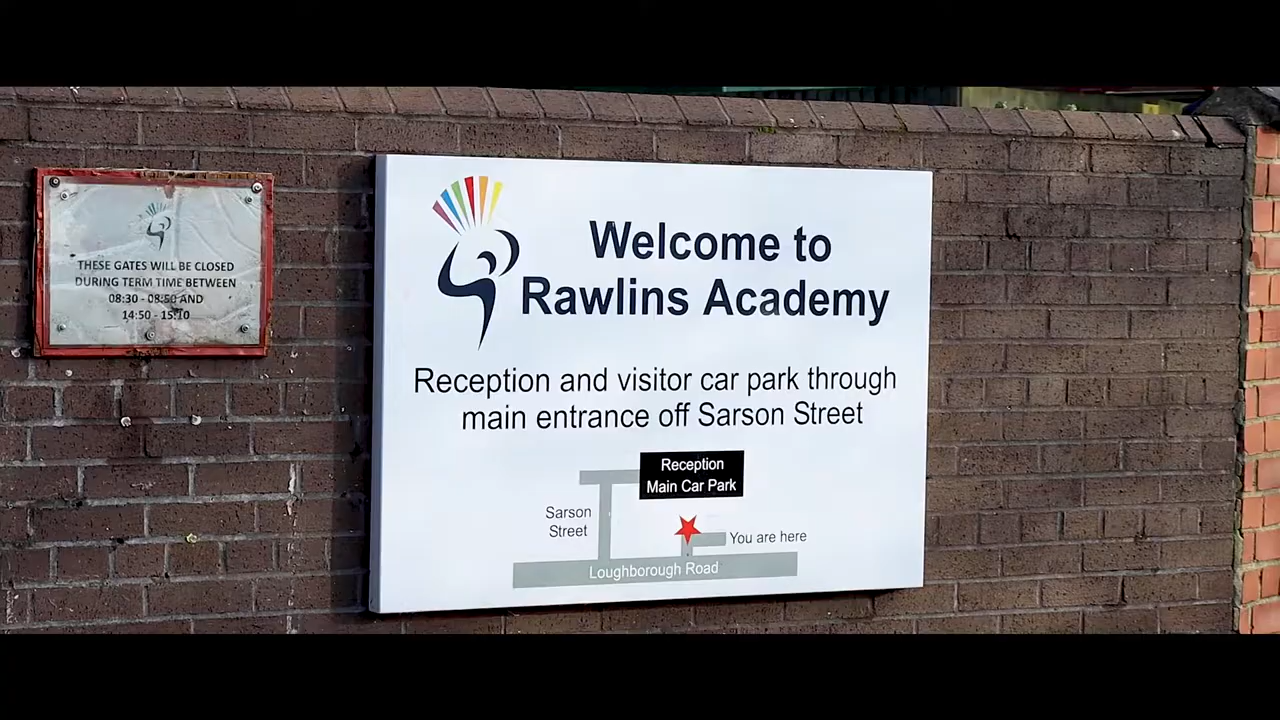 THESE GATES WILL BE CLOSED
DURING TERM TIME BETWEEN
08:30 - 08:50 AND
14:50 - 15:10
Welcome to
Rawlins Academy
Reception and visitor car park through
main entrance off Sarson Street
Reception
Main Car Park
Sarson
Street
You are here
Loughborough Road